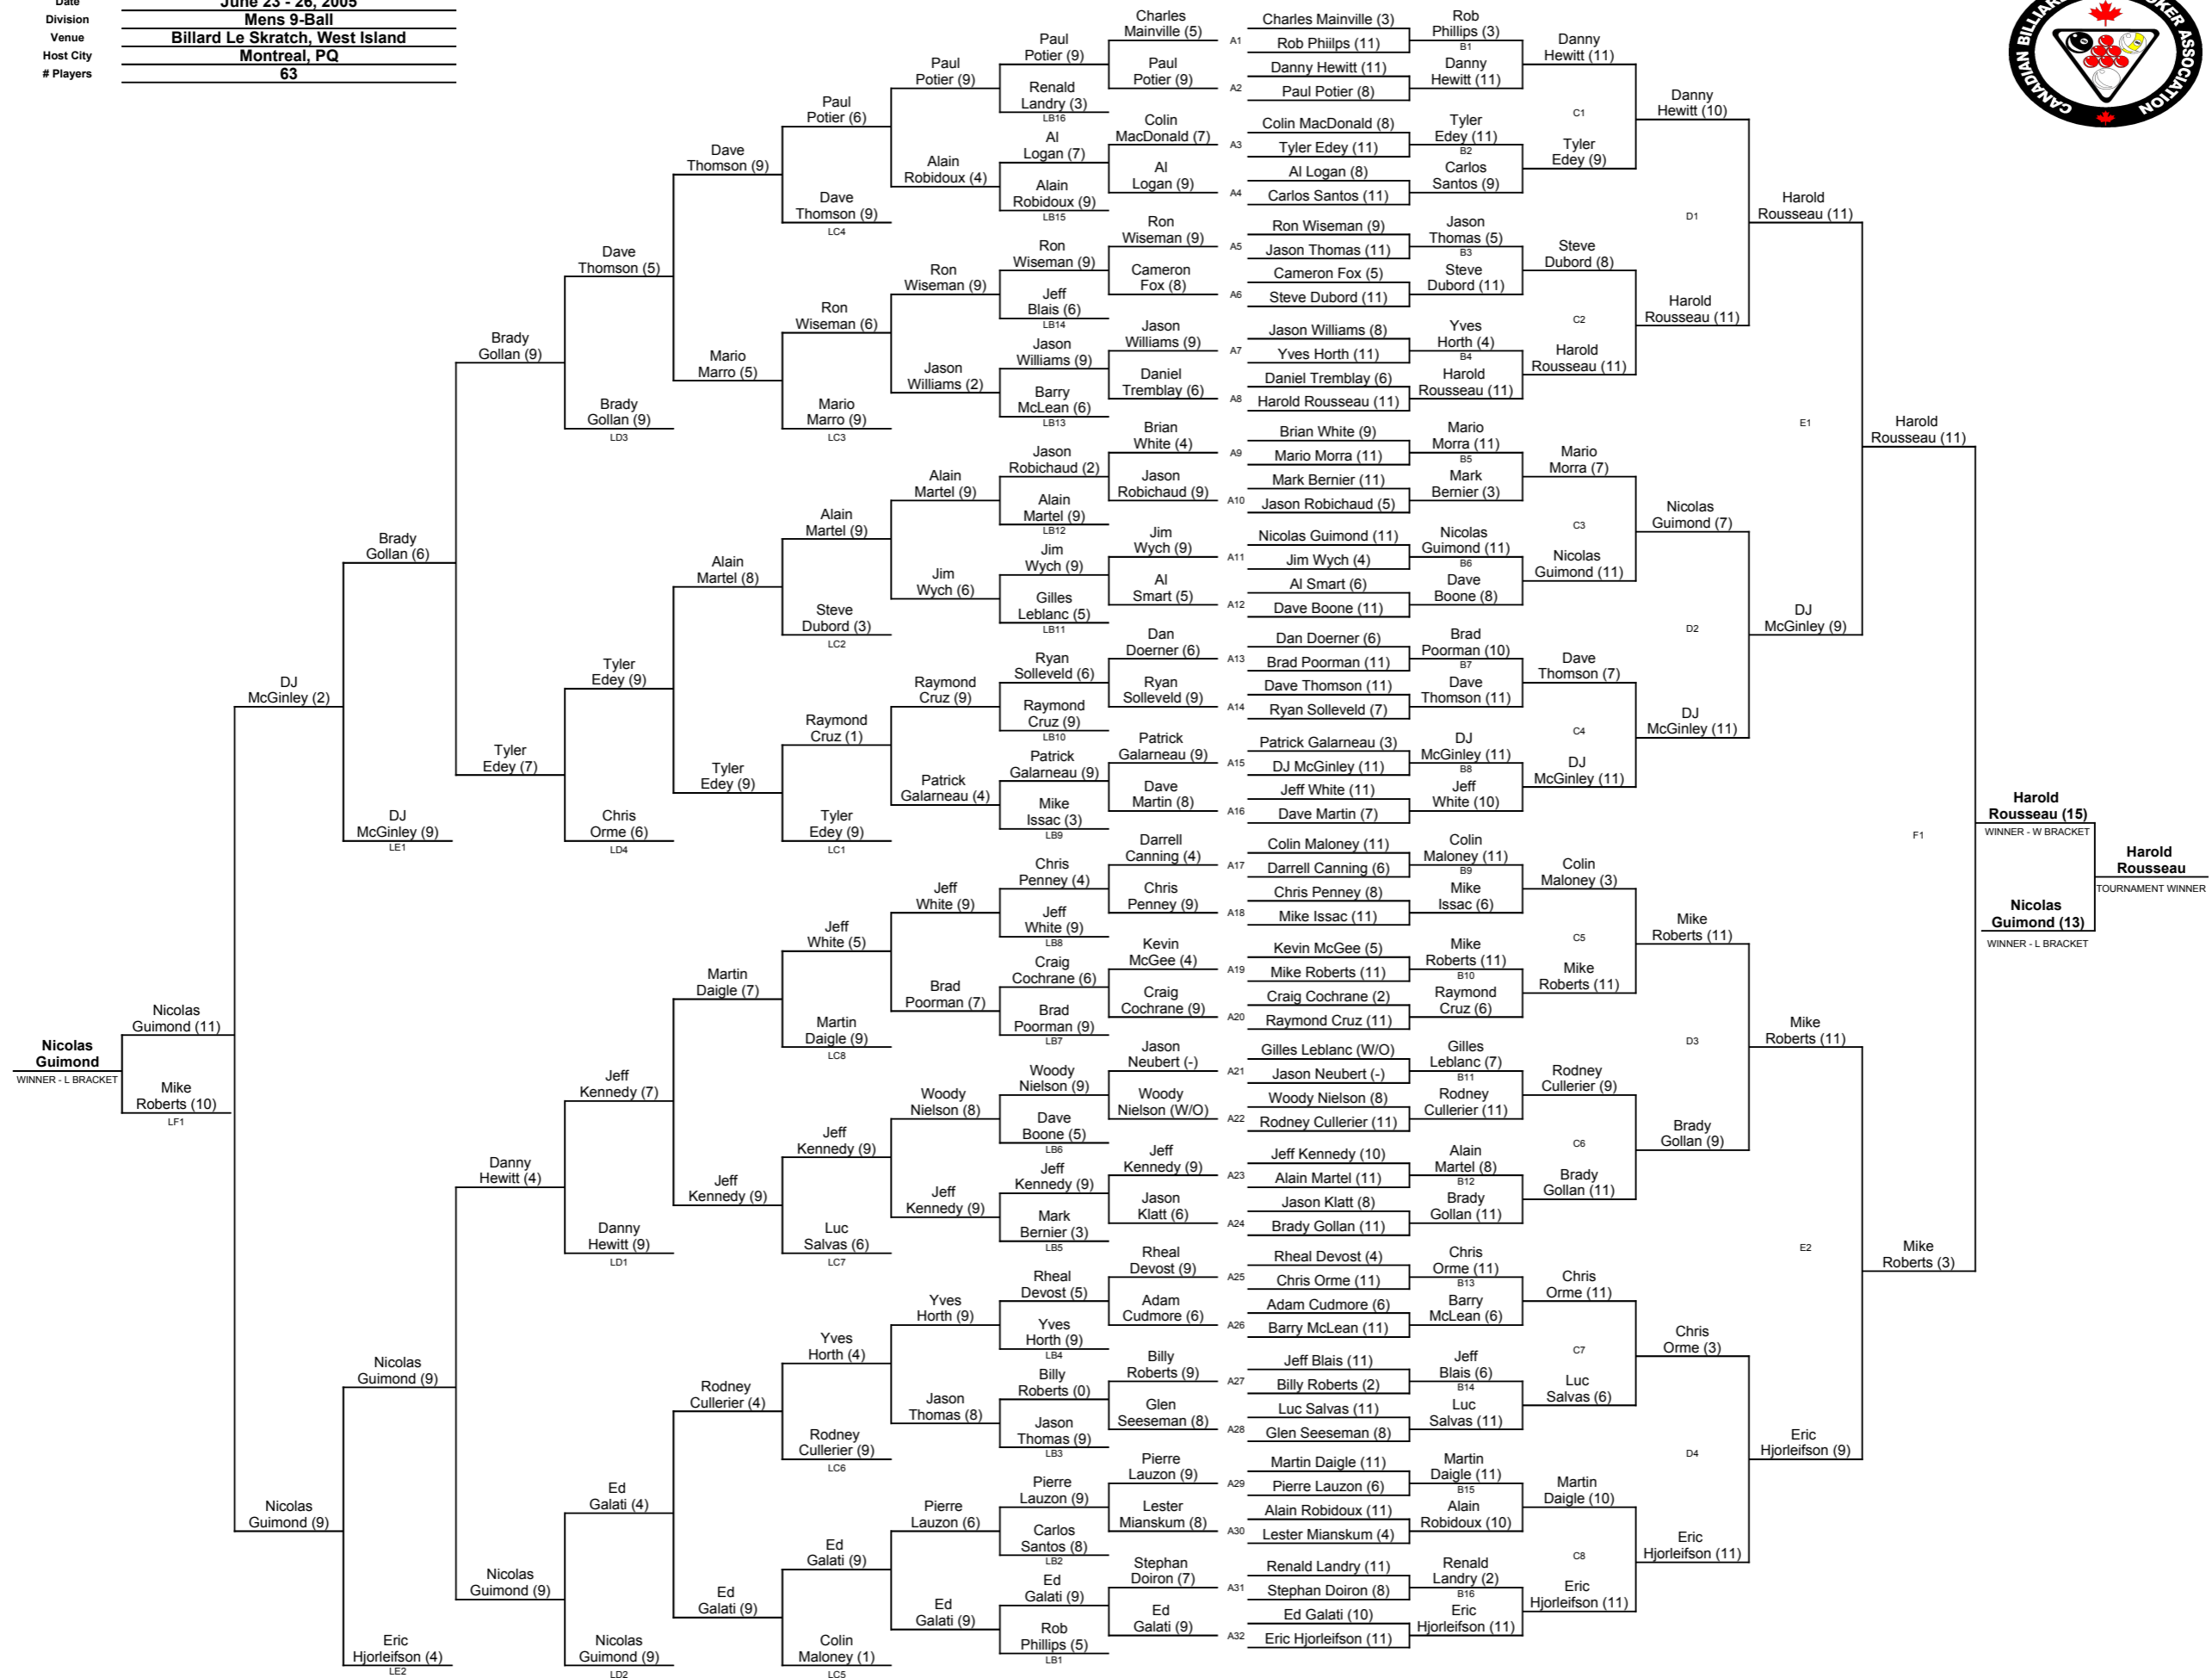 Date June 23 - 26, 2005
Division Mens 9-Ball
Venue Billard Le Skratch, West Island
Host City Montreal, PQ
# Players 63
CANADIAN BILLIARD
ASSOCIATION
Nicolas
Guimond
WINNER - L BRACKET
Nicolas
Guimond (11)
Mike
Roberts (10)
LF1
DJ
McGinley (2)
Nicolas
Guimond (9)
Brady
Gollan (6)
DJ
McGinley (9)
LE1
Nicolas
Guimond (9)
Eric
Hjorleifson (4)
LE2
Brady
Gollan (9)
Tyler
Edey (7)
Danny
Hewitt (4)
Nicolas
Guimond (9)
Dave
Thomson (5)
Brady
Gollan (9)
LD3
Tyler
Edey (9)
Chris
Orme (6)
LD4
Jeff
Kennedy (7)
Danny
Hewitt (9)
LD1
Ed
Galati (4)
Nicolas
Guimond (9)
LD2
Dave
Thomson (9)
Mario
Marro (5)
Alain
Martel (8)
Tyler
Edey (9)
Martin
Daigle (7)
Jeff
Kennedy (9)
Rodney
Cullerier (4)
Ed
Galati (9)
Paul
Potier (6)
Dave
Thomson (9)
LC4
Ron
Wiseman (6)
Mario
Marro (9)
LC3
Alain
Martel (9)
Steve
Dubord (3)
LC2
Raymond
Cruz (1)
Tyler
Edey (9)
LC1
Jeff
White (5)
Martin
Daigle (9)
LC8
Jeff
Kennedy (9)
Luc
Salvas (6)
LC7
Yves
Horth (4)
Rodney
Cullerier (9)
LC6
Ed
Galati (9)
Colin
Maloney (1)
LC5
Paul
Potier (9)
Alain
Robidoux (4)
Ron
Wiseman (9)
Jason
Williams (2)
Alain
Martel (9)
Jim
Wych (6)
Raymond
Cruz (9)
Patrick
Galarneau (4)
Jeff
White (9)
Brad
Poorman (7)
Woody
Nielson (8)
Jeff
Kennedy (9)
Yves
Horth (9)
Jason
Thomas (8)
Pierre
Lauzon (6)
Ed
Galati (9)
Paul
Potier (9)
Renald
Landry (3)
LB16
Al
Logan (7)
Alain
Robidoux (9)
LB15
Ron
Wiseman (9)
Jeff
Blais (6)
LB14
Jason
Williams (9)
Barry
McLean (6)
LB13
Jason
Robichaud (2)
Alain
Martel (9)
LB12
Jim
Wych (9)
Gilles
Leblanc (5)
LB11
Ryan
Solleveld (6)
Raymond
Cruz (9)
LB10
Patrick
Galarneau (9)
Mike
Issac (3)
LB9
Chris
Penney (4)
Jeff
White (9)
LB8
Craig
Cochrane (6)
Brad
Poorman (9)
LB7
Woody
Nielson (9)
Dave
Boone (5)
LB6
Jeff
Kennedy (9)
Mark
Bernier (3)
LB5
Rheal
Devost (5)
Yves
Horth (9)
LB4
Billy
Roberts (0)
Jason
Thomas (9)
LB3
Pierre
Lauzon (9)
Carlos
Santos (8)
LB2
Ed
Galati (9)
Rob
Phillips (5)
LB1
Charles
Mainville (5)
Paul
Potier (9)
Colin
MacDonald (7)
Al
Logan (9)
Ron
Wiseman (9)
Cameron
Fox (8)
Jason
Williams (9)
Daniel
Tremblay (6)
Brian
White (4)
Jason
Robichaud (9)
Jim
Wych (9)
Al
Smart (5)
Dan
Doerner (6)
Ryan
Solleveld (9)
Patrick
Galarneau (9)
Dave
Martin (8)
Darrell
Canning (4)
Chris
Penney (9)
Kevin
McGee (4)
Craig
Cochrane (9)
Jason
Neubert (-)
Woody
Nielson (W/O)
Jeff
Kennedy (9)
Jason
Klatt (6)
Rheal
Devost (9)
Adam
Cudmore (6)
Billy
Roberts (9)
Glen
Seeseman (8)
Pierre
Lauzon (9)
Lester
Mianskum (8)
Stephan
Doiron (7)
Ed
Galati (9)
A1
A2
A3
A4
A5
A6
A7
A8
A9
A10
A11
A12
A13
A14
A15
A16
A17
A18
A19
A20
A21
A22
A23
A24
A25
A26
A27
A28
A29
A30
A31
A32
Charles Mainville (3)
Rob Phiilps (11)
Danny Hewitt (11)
Paul Potier (8)
Colin MacDonald (8)
Tyler Edey (11)
Al Logan (8)
Carlos Santos (11)
Ron Wiseman (9)
Jason Thomas (11)
Cameron Fox (5)
Steve Dubord (11)
Jason Williams (8)
Yves Horth (11)
Daniel Tremblay (6)
Harold Rousseau (11)
Brian White (9)
Mario Morra (11)
Mark Bernier (11)
Jason Robichaud (5)
Nicolas Guimond (11)
Jim Wych (4)
Al Smart (6)
Dave Boone (11)
Dan Doerner (6)
Brad Poorman (11)
Dave Thomson (11)
Ryan Solleveld (7)
Patrick Galarneau (3)
DJ McGinley (11)
Jeff White (11)
Dave Martin (7)
Colin Maloney (11)
Darrell Canning (6)
Chris Penney (8)
Mike Issac (11)
Kevin McGee (5)
Mike Roberts (11)
Craig Cochrane (2)
Raymond Cruz (11)
Gilles Leblanc (W/O)
Jason Neubert (-)
Woody Nielson (8)
Rodney Cullerier (11)
Jeff Kennedy (10)
Alain Martel (11)
Jason Klatt (8)
Brady Gollan (11)
Rheal Devost (4)
Chris Orme (11)
Adam Cudmore (6)
Barry McLean (11)
Jeff Blais (11)
Billy Roberts (2)
Luc Salvas (11)
Glen Seeseman (8)
Martin Daigle (11)
Pierre Lauzon (6)
Alain Robidoux (11)
Lester Mianskum (4)
Renald Landry (11)
Stephan Doiron (8)
Ed Galati (10)
Eric Hjorleifson (11)
Rob
Phillips (3)
B1
Danny
Hewitt (11)
Tyler
Edey (11)
B2
Carlos
Santos (9)
Jason
Thomas (5)
B3
Steve
Dubord (11)
Yves
Horth (4)
B4
Harold
Rousseau (11)
Mario
Morra (11)
B5
Mark
Bernier (3)
Nicolas
Guimond (11)
B6
Dave
Boone (8)
Brad
Poorman (10)
B7
Dave
Thomson (11)
DJ
McGinley (11)
B8
Jeff
White (10)
Colin
Maloney (11)
B9
Mike
Issac (6)
Mike
Roberts (11)
B10
Raymond
Cruz (6)
Gilles
Leblanc (7)
B11
Rodney
Cullerier (11)
Alain
Martel (8)
B12
Brady
Gollan (11)
Chris
Orme (11)
B13
Barry
McLean (6)
Jeff
Blais (6)
B14
Luc
Salvas (11)
Martin
Daigle (11)
B15
Alain
Robidoux (10)
Renald
Landry (2)
B16
Eric
Hjorleifson (11)
Danny
Hewitt (11)
C1
Tyler
Edey (9)
Steve
Dubord (8)
C2
Harold
Rousseau (11)
Mario
Morra (7)
C3
Nicolas
Guimond (11)
Dave
Thomson (7)
C4
DJ
McGinley (11)
Colin
Maloney (3)
C5
Mike
Roberts (11)
Rodney
Cullerier (9)
C6
Brady
Gollan (11)
Chris
Orme (11)
C7
Luc
Salvas (6)
Martin
Daigle (10)
C8
Eric
Hjorleifson (11)
Danny
Hewitt (10)
D1
Harold
Rousseau (11)
Nicolas
Guimond (7)
D2
DJ
McGinley (11)
Mike
Roberts (11)
D3
Brady
Gollan (9)
Chris
Orme (3)
D4
Eric
Hjorleifson (11)
Harold
Rousseau (11)
E1
DJ
McGinley (9)
Mike
Roberts (11)
E2
Eric
Hjorleifson (9)
Harold
Rousseau (11)
F1
Mike
Roberts (3)
Harold
Rousseau (15)
WINNER - W BRACKET
Nicolas
Guimond (13)
WINNER - L BRACKET
Harold
Rousseau
TOURNAMENT WINNER